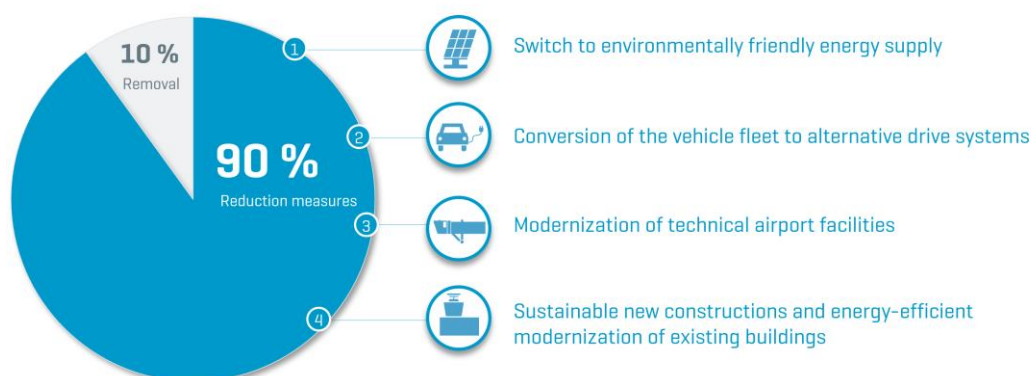 10 %
Removal
90 %
Reduction measures
1
Switch to environmentally friendly energy supply
2
Conversion of the vehicle fleet to alternative drive systems
3
Modernization of technical airport facilities
4
Sustainable new constructions and energy-efficient
modernization of existing buildings